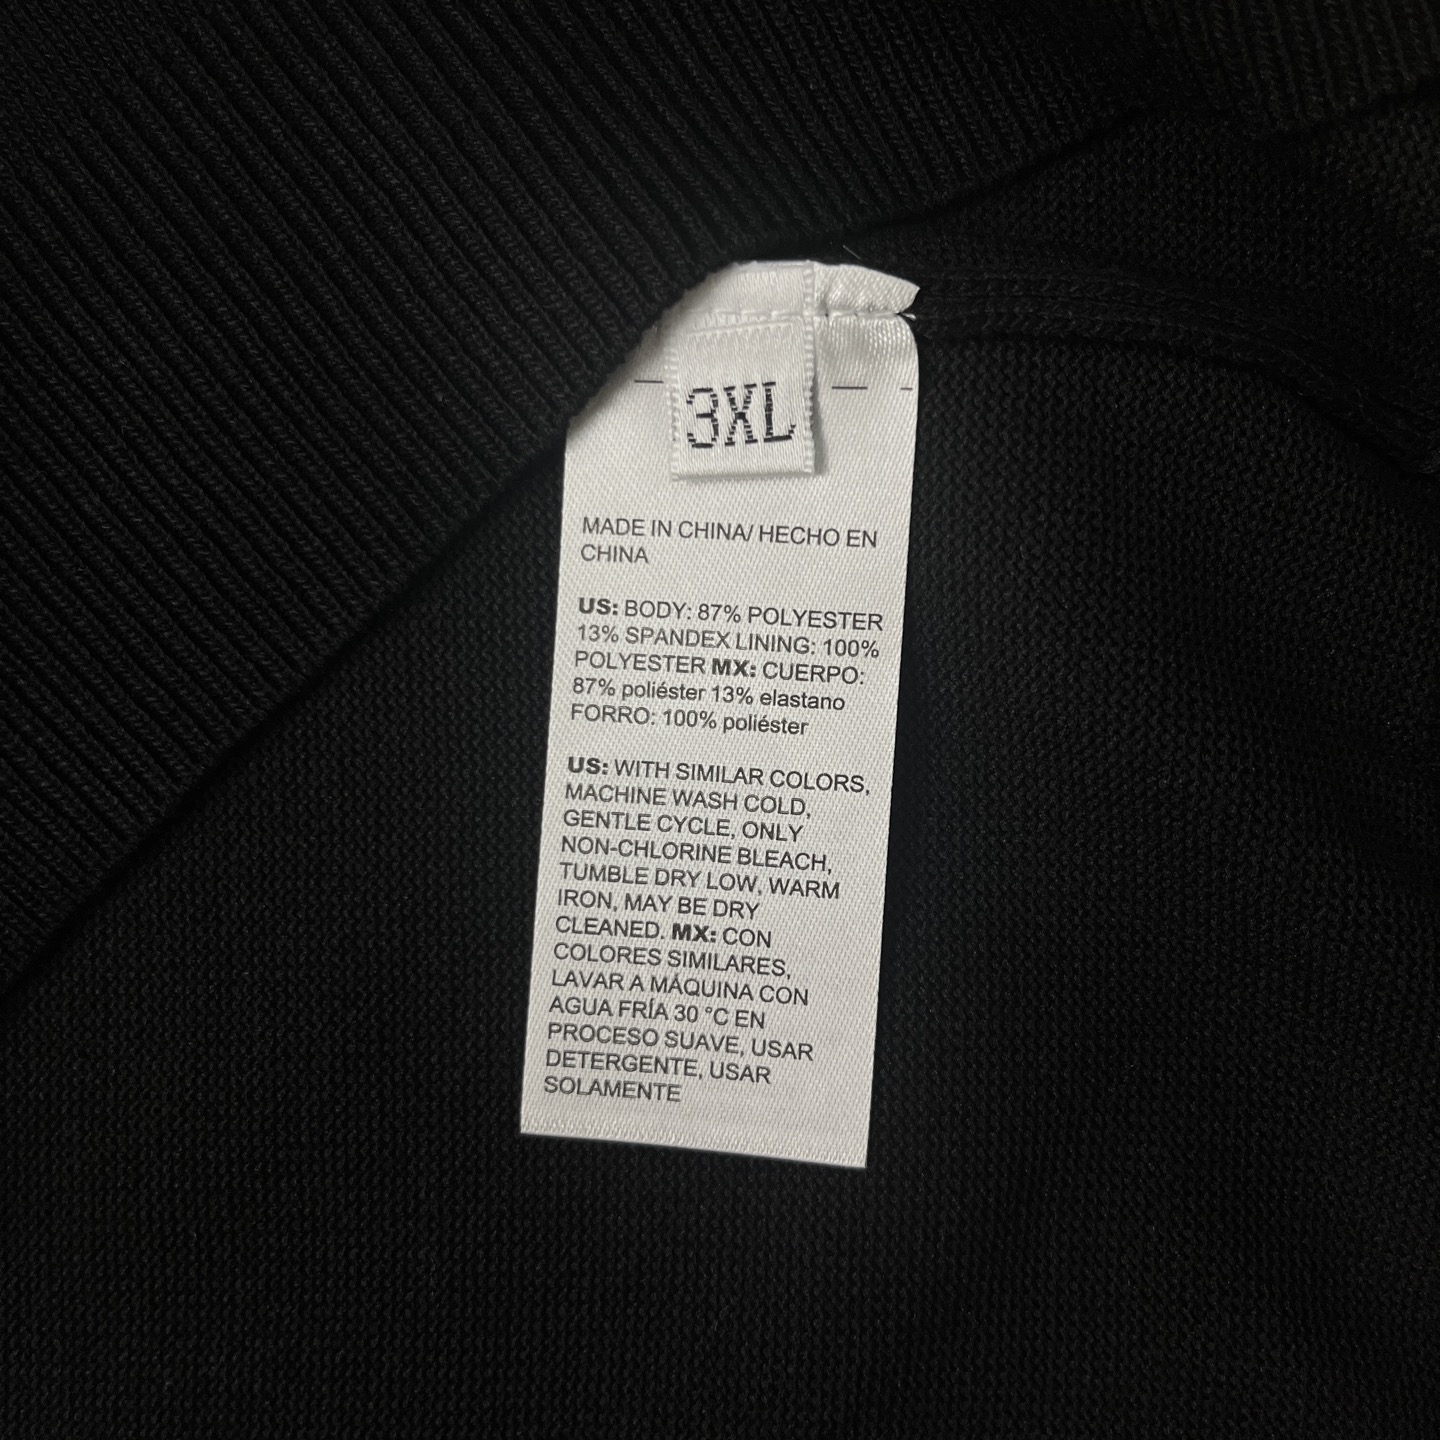 3XL
MADE IN CHINA/ HECHO EN
CHINA
US: BODY: 87% POLYESTER
13% SPANDEX LINING: 100%
POLYESTER MX: CUERPO:
87% poliéster 13% elastano
FORRO: 100% poliéster
US: WITH SIMILAR COLORS,
MACHINE WASH COLD,
GENTLE CYCLE, ONLY
NON-CHLORINE BLEACH,
TUMBLE DRY LOW, WARM
IRON, MAY BE DRY
CLEANED. MX: CON
COLORES SIMILARES,
LAVAR A MÁQUINA CON
AGUA FRÍA 30 °C EN
PROCESO SUAVE, USAR
DETERGENTE, USAR
SOLAMENTE